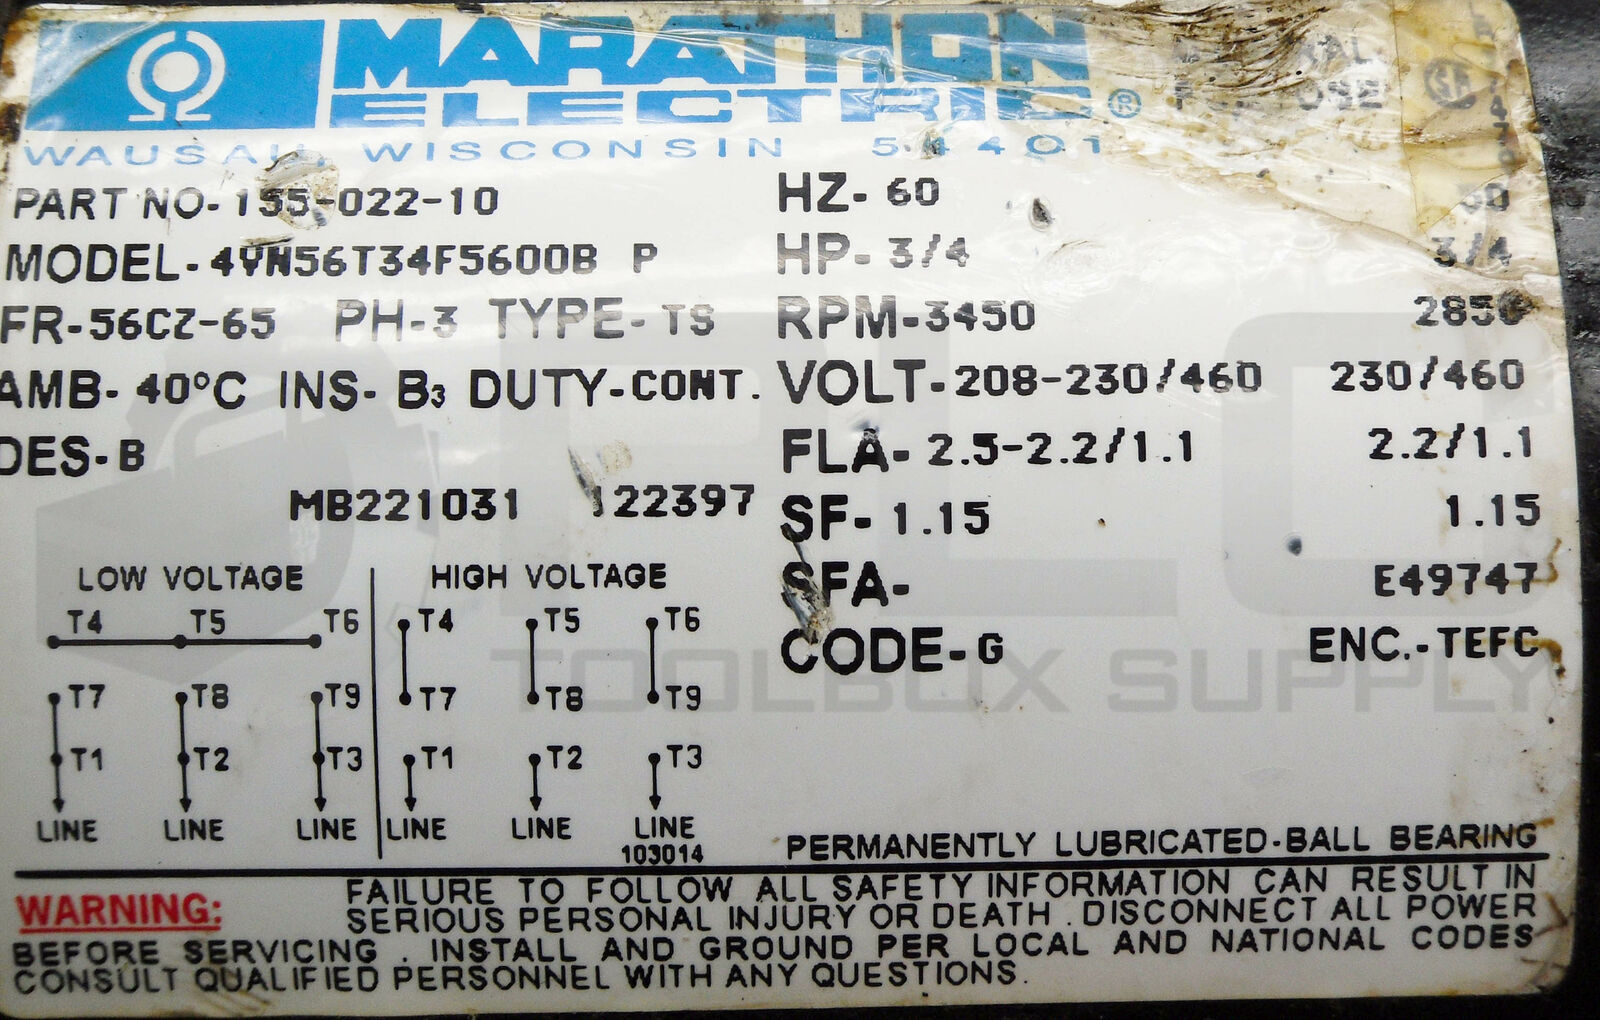 MARATHON
ELECTRIC®
WAUSAU, WISCONSIN 54401
PART NO- 155-022-10
MODEL- 4VN56T34F5600B P
FR-56CZ-65 PH-3 TYPE- TS
AMB- 40°C INS- B3 DUTY-CONT.
DES- B
MB221031 122397
HZ- 60 50
HP- 3/4 3/4
RPM-3450 2850
VOLT-208-230/460 230/460
FLA- 2.5-2.2/1.1 2.2/1.1
SF- 1.15 1.15
SFA- E49747
CODE-G ENC.-TEFC
LOW VOLTAGE
T4 T5 T6
T7 T8 T9
T1 T2 T3
LINE LINE LINE
HIGH VOLTAGE
T4 T5 T6
T7 T8 T9
T1 T2 T3
LINE LINE LINE
103014
PERMANENTLY LUBRICATED-BALL BEARING
WARNING: FAILURE TO FOLLOW ALL SAFETY INFORMATION CAN RESULT IN
SERIOUS PERSONAL INJURY OR DEATH . DISCONNECT ALL POWER
BEFORE SERVICING . INSTALL AND GROUND PER LOCAL AND NATIONAL CODES
CONSULT QUALIFIED PERSONNEL WITH ANY QUESTIONS.
PLC
TOOLBOX SUPPLY